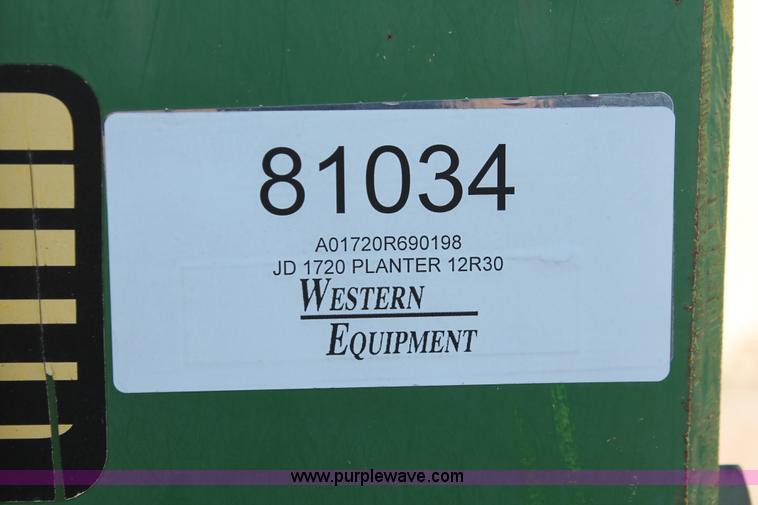 81034
A01720R690198
JD 1720 PLANTER 12R30
WESTERN
EQUIPMENT
www.purplewave.com